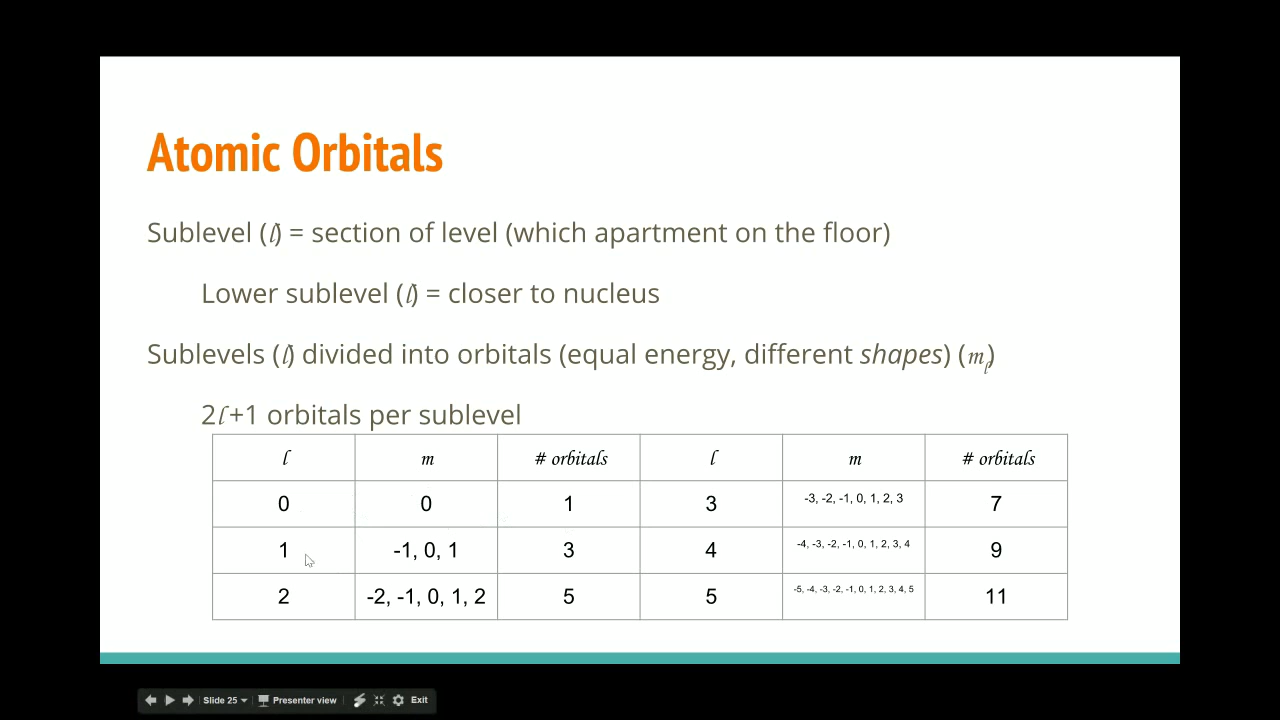 Atomic Orbitals
Sublevel (l) = section of level (which apartment on the floor)
Lower sublevel (l) = closer to nucleus
Sublevels (l) divided into orbitals (equal energy, different shapes) (mₗ)
2l+1 orbitals per sublevel
l m # orbitals l m # orbitals
0 0 1 3 -3, -2, -1, 0, 1, 2, 3 7
1 -1, 0, 1 3 4 -4, -3, -2, -1, 0, 1, 2, 3, 4 9
2 -2, -1, 0, 1, 2 5 5 -5, -4, -3, -2, -1, 0, 1, 2, 3, 4, 5 11
Slide 25 Presenter view Exit